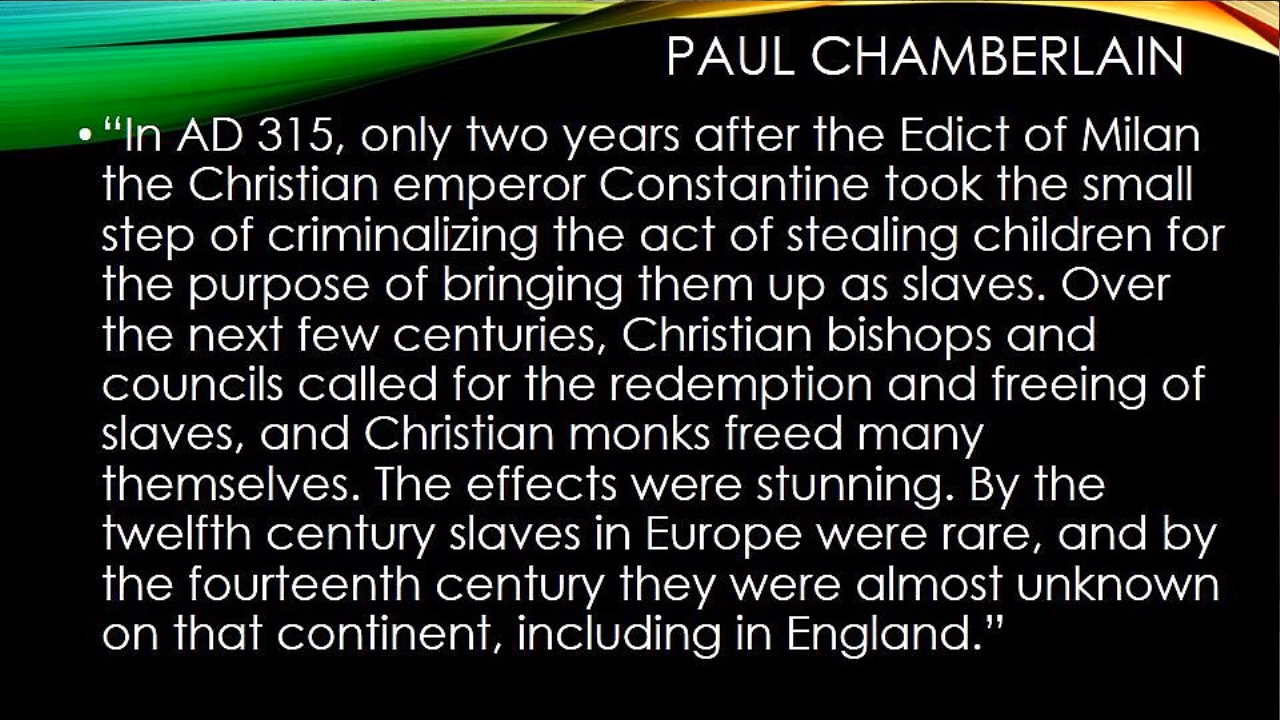 PAUL CHAMBERLAIN
• “In AD 315, only two years after the Edict of Milan
the Christian emperor Constantine took the small
step of criminalizing the act of stealing children for
the purpose of bringing them up as slaves. Over
the next few centuries, Christian bishops and
councils called for the redemption and freeing of
slaves, and Christian monks freed many
themselves. The effects were stunning. By the
twelfth century slaves in Europe were rare, and by
the fourteenth century they were almost unknown
on that continent, including in England.”